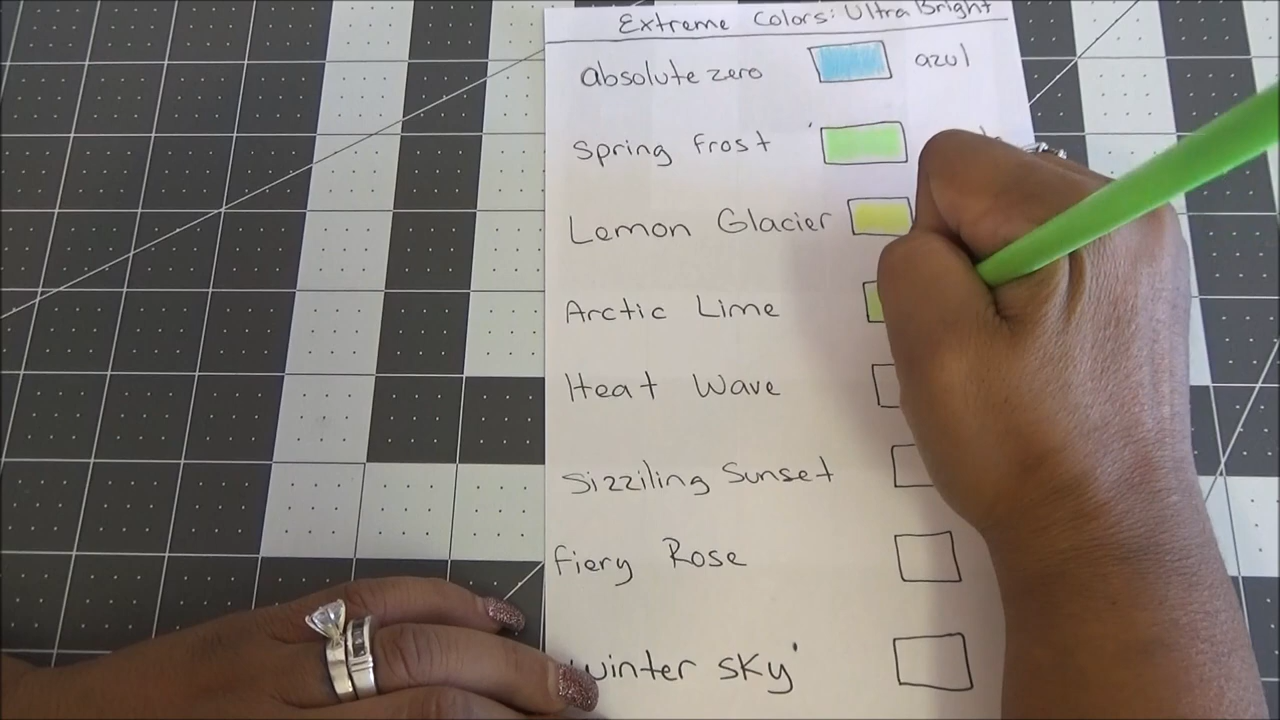 Extreme Colors: Ultra Bright
absolute zero azul
Spring Frost
Lemon Glacier
Arctic Lime
Heat Wave
Sizziling Sunset
Fiery Rose
winter sky